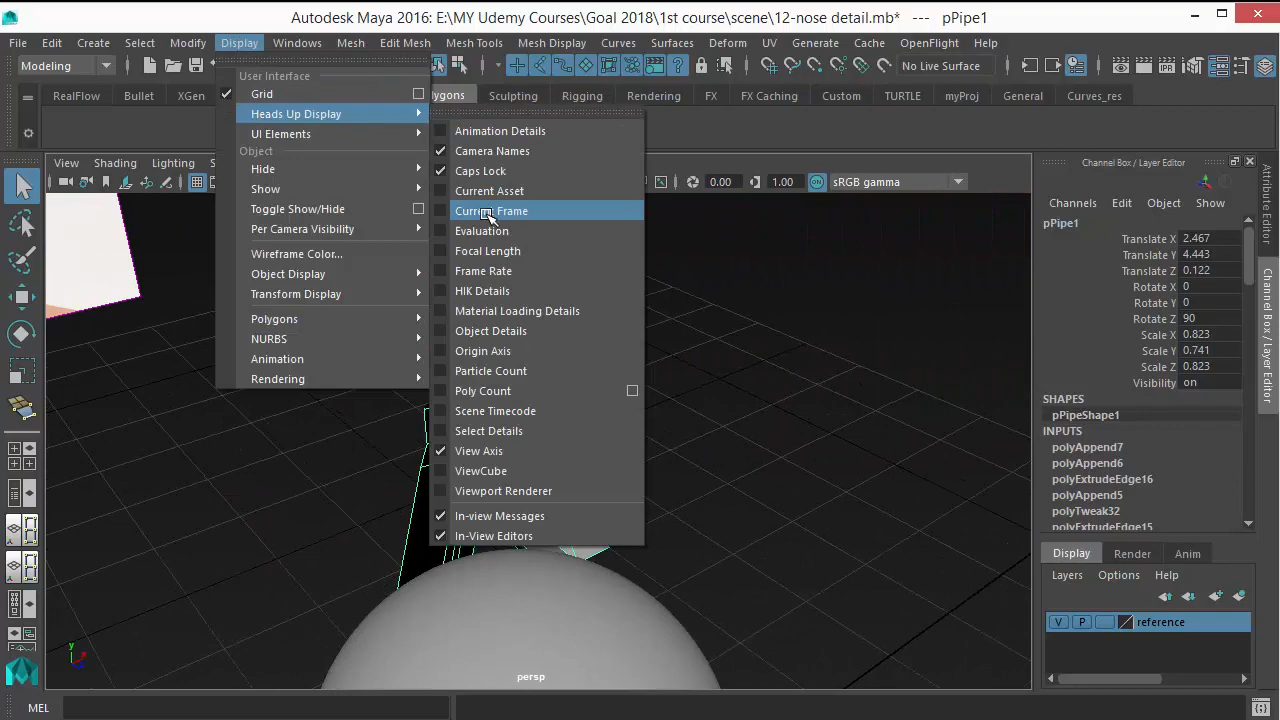 Autodesk Maya 2016: E:\MY Udemy Courses\Goal 2018\1st course\scene\12-nose detail.mb* - pPipe1
File Edit Create Select Modify Display Windows Mesh Edit Mesh Mesh Tools Mesh Display Curves Surfaces Deform UV Generate Cache OpenFlight Help
Modeling No Live Surface
RealFlow Bullet XGen lygons Sculpting Rigging Rendering FX FX Caching Custom TURTLE myProj General Curves_res
View Shading Lighting 0.00 1.00 sRGB gamma
User Interface
Grid
Heads Up Display
UI Elements
Object
Hide
Show
Toggle Show/Hide
Per Camera Visibility
Wireframe Color...
Object Display
Transform Display
Polygons
NURBS
Animation
Rendering
Animation Details
Camera Names
Caps Lock
Current Asset
Current Frame
Evaluation
Focal Length
Frame Rate
HIK Details
Material Loading Details
Object Details
Origin Axis
Particle Count
Poly Count
Scene Timecode
Select Details
View Axis
ViewCube
Viewport Renderer
In-view Messages
In-View Editors
Channel Box / Layer Editor
Channels Edit Object Show
pPipe1
Translate X 2.467
Translate Y 4.443
Translate Z 0.122
Rotate X 0
Rotate Y 0
Rotate Z 90
Scale X 0.823
Scale Y 0.741
Scale Z 0.823
Visibility on
SHAPES
pPipeShape1
INPUTS
polyAppend7
polyAppend6
polyExtrudeEdge16
polyAppend5
polyTweak32
polyExtrudeEdge15
Display Render Anim
Layers Options Help
V P reference
Attribute Editor
Channel Box / Layer Editor
y
persp
MEL